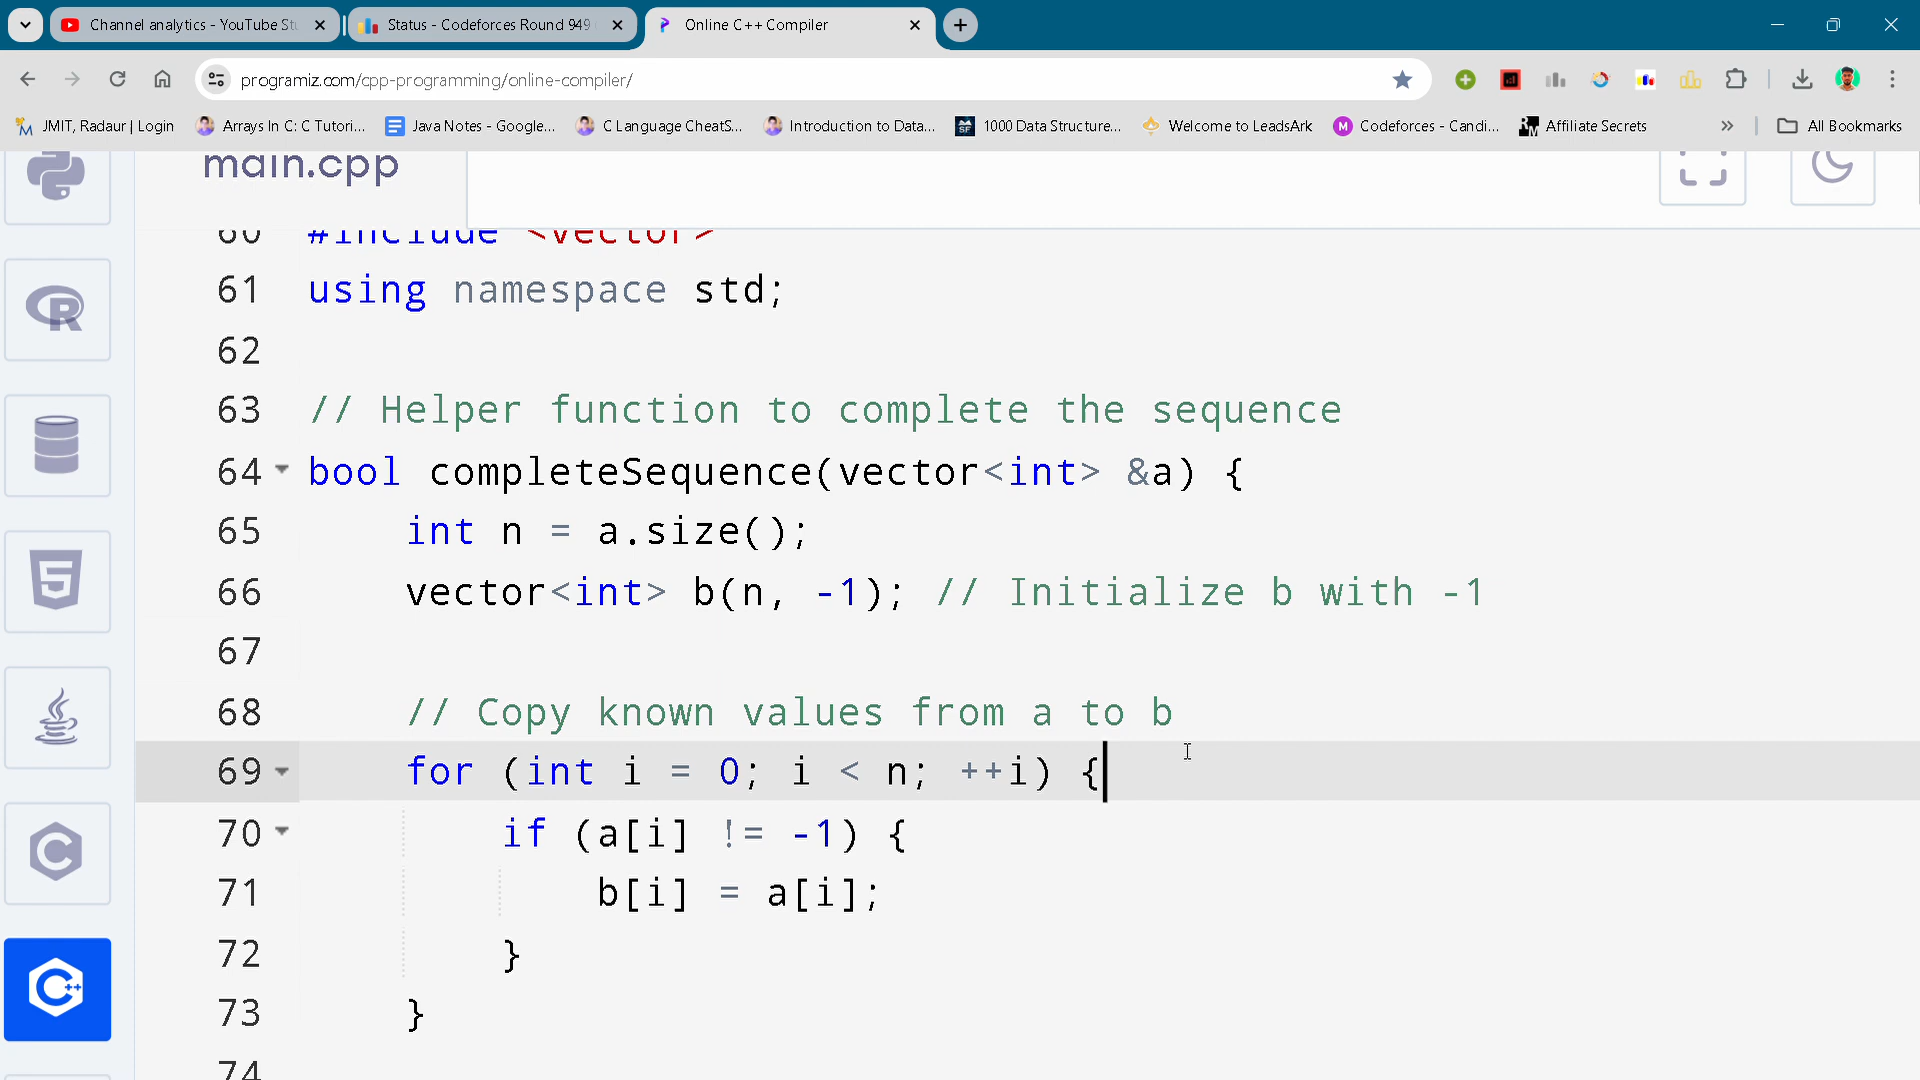 Channel analytics - YouTube St
Status - Codeforces Round 949
Online C++ Compiler
programiz.com/cpp-programming/online-compiler/
JMIT, Radaur | Login
Arrays In C: C Tutori...
Java Notes - Google...
C Language CheatS...
Introduction to Data...
1000 Data Structure...
Welcome to LeadsArk
Codeforces - Candi...
Affiliate Secrets
All Bookmarks
main.cpp
60 #include <vector>
61 using namespace std;
62
63 // Helper function to complete the sequence
64 bool completeSequence(vector<int> &a) {
65 int n = a.size();
66 vector<int> b(n, -1); // Initialize b with -1
67
68 // Copy known values from a to b
69 for (int i = 0; i < n; ++i) {
70 if (a[i] != -1) {
71 b[i] = a[i];
72 }
73 }
74